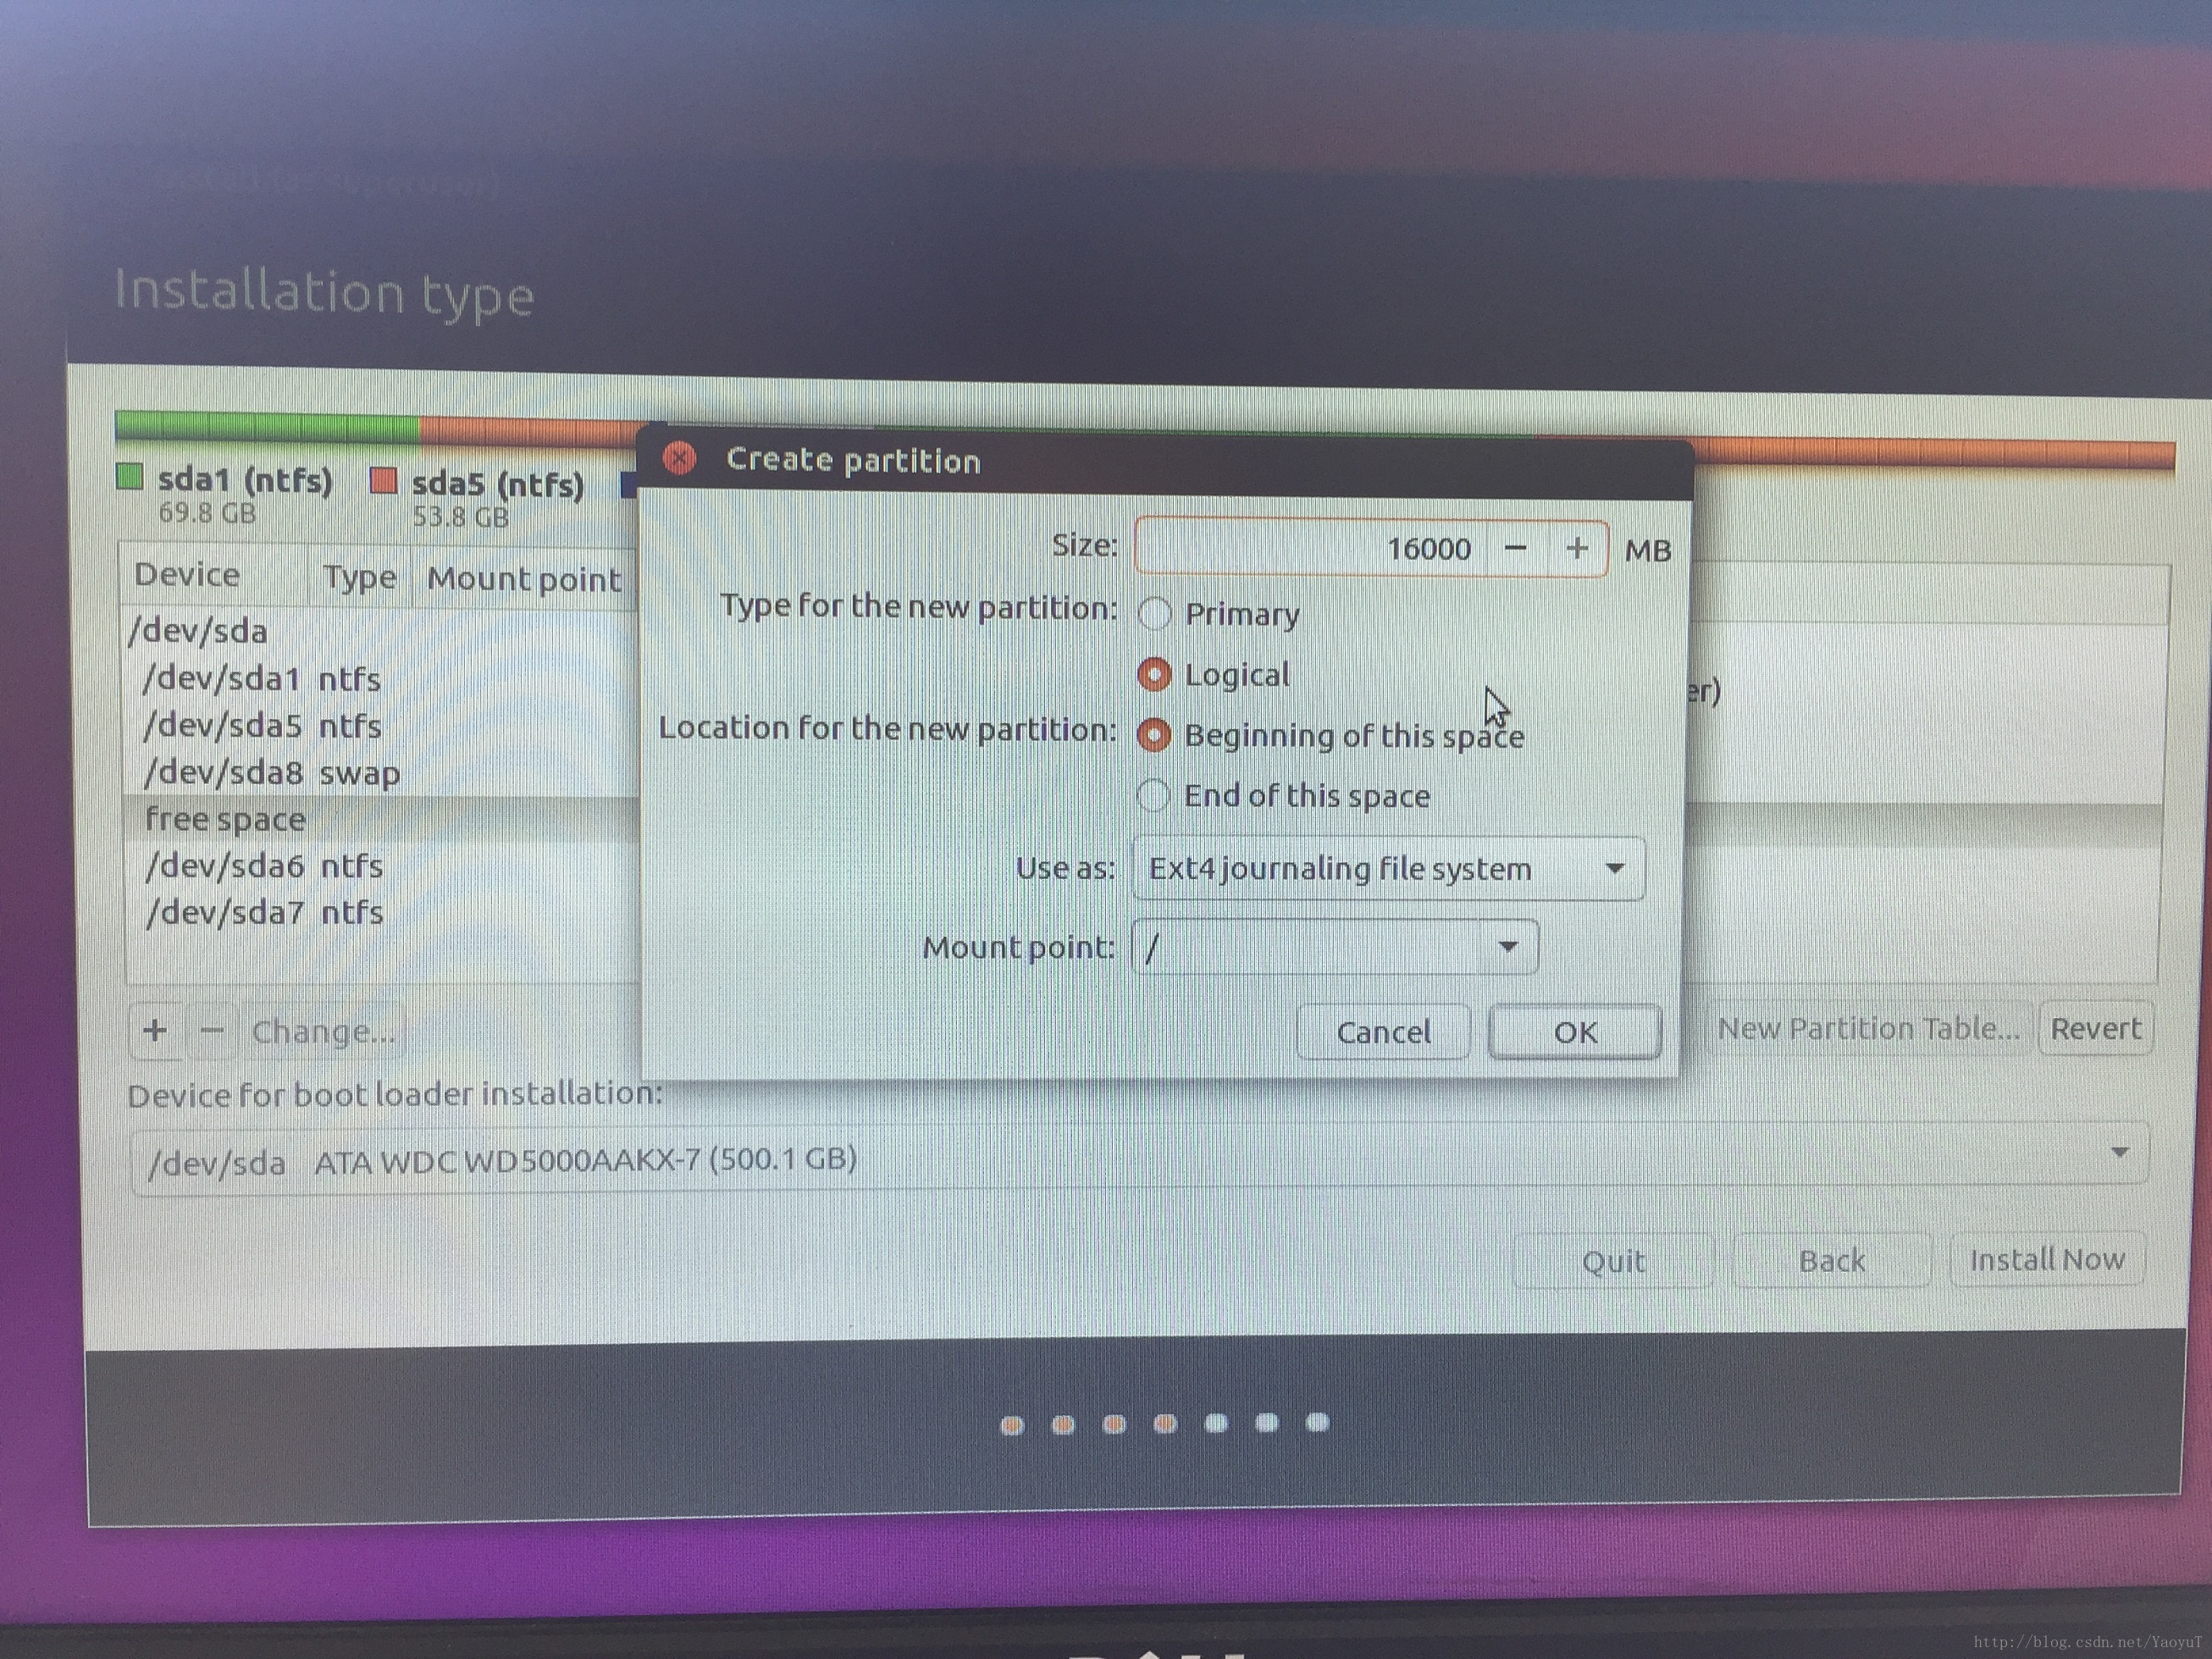 Installation type
sda1 (ntfs) sda5 (ntfs)
69.8 GB 53.8 GB
Device Type Mount point
/dev/sda
/dev/sda1 ntfs
/dev/sda5 ntfs
/dev/sda8 swap
free space
/dev/sda6 ntfs
/dev/sda7 ntfs
+ − Change...
Create partition
Size: 16000 − + MB
Type for the new partition: Primary
Logical
Location for the new partition: Beginning of this space
End of this space
Use as: Ext4 journaling file system
Mount point: /
Cancel OK
er)
New Partition Table... Revert
Device for boot loader installation:
/dev/sda ATA WDC WD5000AAKX-7 (500.1 GB)
Quit Back Install Now
http://blog.csdn.net/YaoyuT